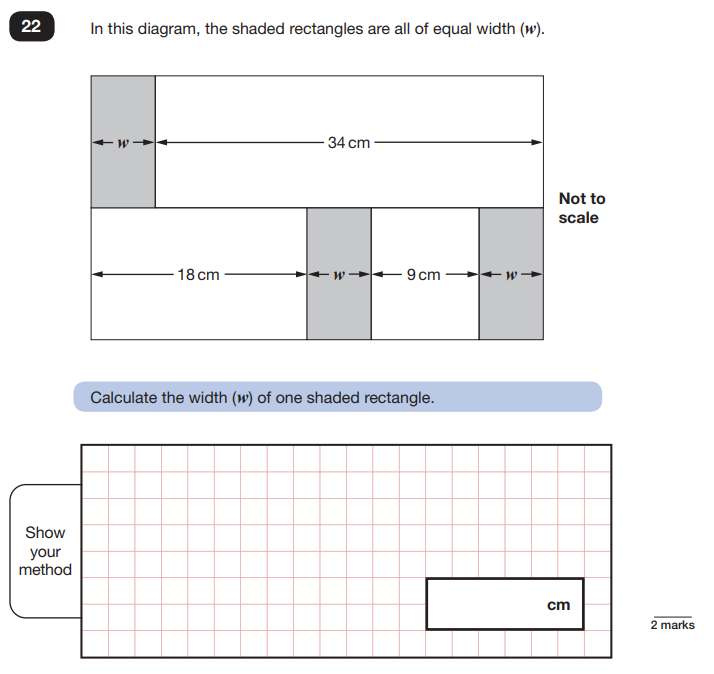 22
In this diagram, the shaded rectangles are all of equal width (w).
w
34 cm
Not to
scale
18 cm
w
9 cm
w
Calculate the width (w) of one shaded rectangle.
Show
your
method
cm
2 marks